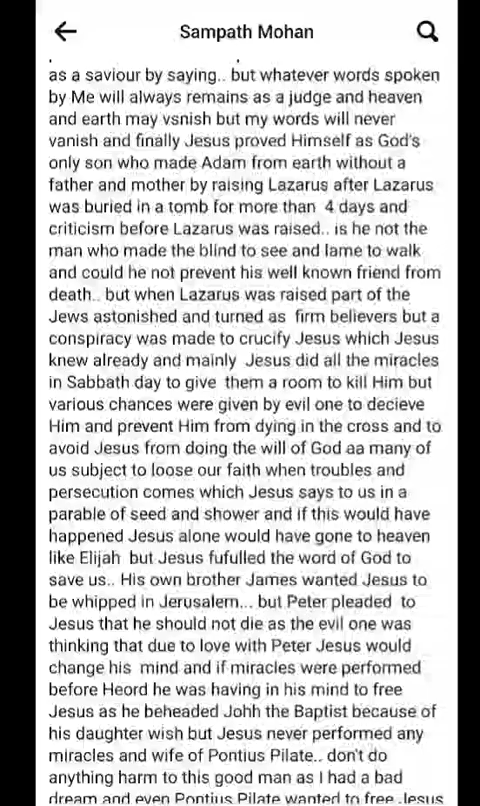 Sampath Mohan
as a saviour by saying.. but whatever words spoken
by Me will always remains as a judge and heaven
and earth may vsnish but my words will never
vanish and finally Jesus proved Himself as God's
only son who made Adam from earth without a
father and mother by raising Lazarus after Lazarus
was buried in a tomb for more than 4 days and
criticism before Lazarus was raised.. is he not the
man who made the blind to see and lame to walk
and could he not prevent his well known friend from
death.. but when Lazarus was raised part of the
Jews astonished and turned as firm believers but a
conspiracy was made to crucify Jesus which Jesus
knew already and mainly Jesus did all the miracles
in Sabbath day to give them a room to kill Him but
various chances were given by evil one to decieve
Him and prevent Him from dying in the cross and to
avoid Jesus from doing the will of God aa many of
us subject to loose our faith when troubles and
persecution comes which Jesus says to us in a
parable of seed and shower and if this would have
happened Jesus alone would have gone to heaven
like Elijah but Jesus fufulled the word of God to
save us.. His own brother James wanted Jesus to
be whipped in Jerusalem... but Peter pleaded to
Jesus that he should not die as the evil one was
thinking that due to love with Peter Jesus would
change his mind and if miracles were performed
before Heord he was having in his mind to free
Jesus as he beheaded Johh the Baptist because of
his daughter wish but Jesus never performed any
miracles and wife of Pontius Pilate.. don't do
anything harm to this good man as I had a bad
dream and even Pontius Pilate wanted to free Jesus